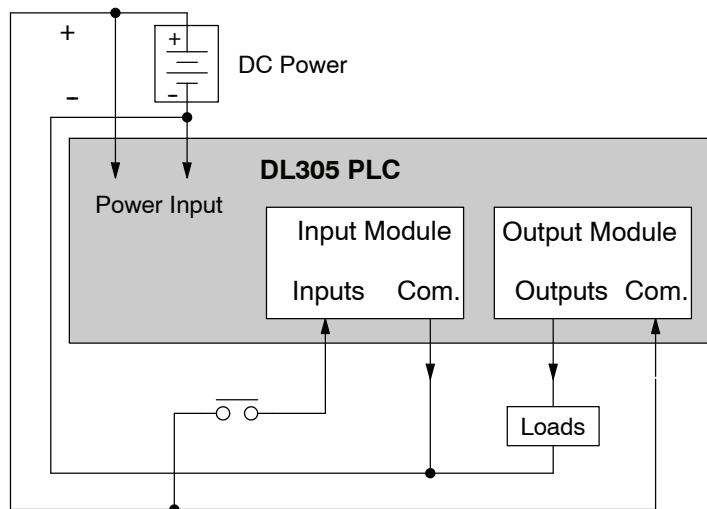 +
+
DC Power
–
–
DL305 PLC
Power Input
Input Module
Output Module
Inputs Com.
Outputs Com.
Loads